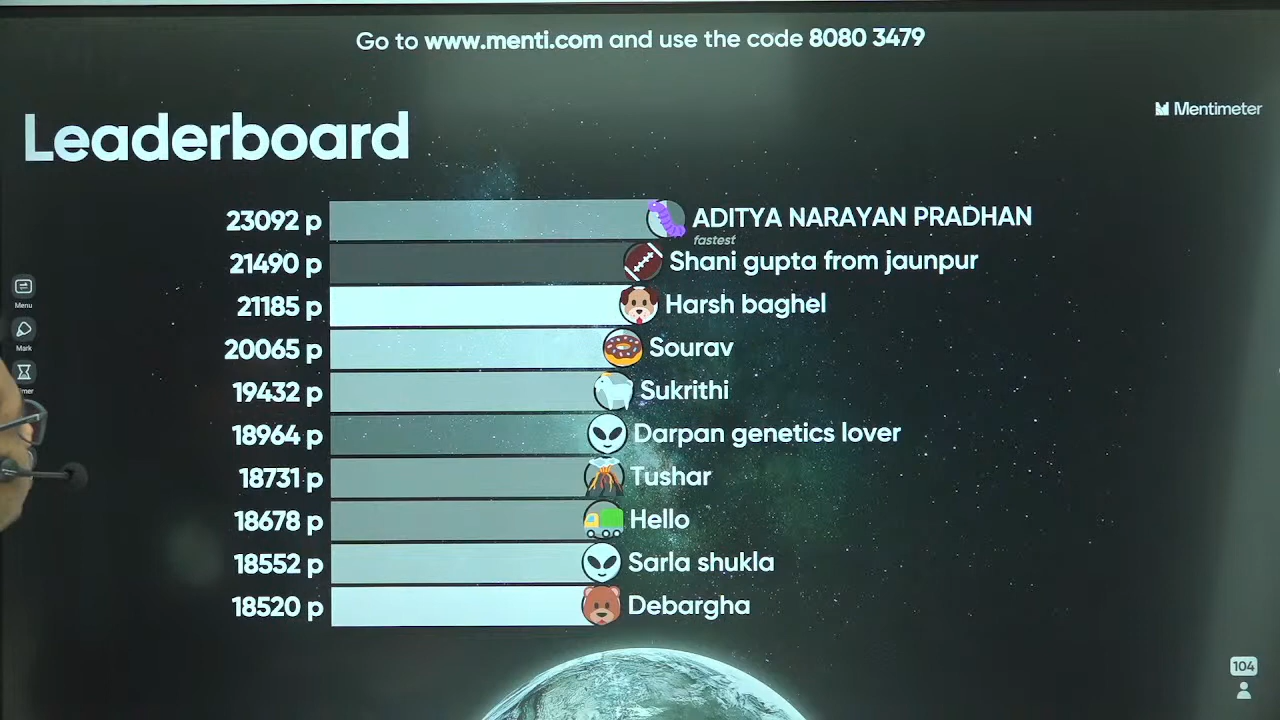 Go to www.menti.com and use the code 8080 3479
Mentimeter
Leaderboard
23092 p ADITYA NARAYAN PRADHAN
fastest
21490 p Shani gupta from jaunpur
21185 p Harsh baghel
20065 p Sourav
19432 p Sukrithi
18964 p Darpan genetics lover
18731 p Tushar
18678 p Hello
18552 p Sarla shukla
18520 p Debargha
Menu
Mark
104